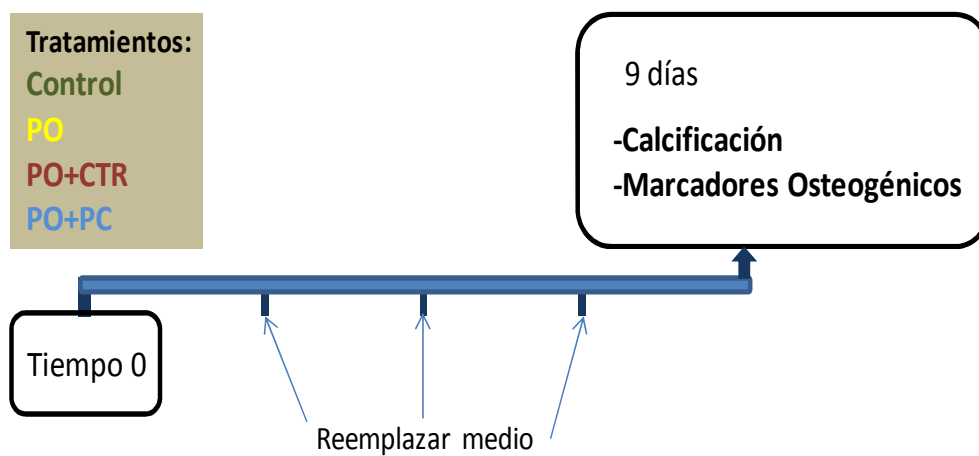 Tratamientos:
Control
PO
PO+CTR
PO+PC
9 días
-Calcificación
-Marcadores Osteogénicos
Tiempo 0
Reemplazar medio